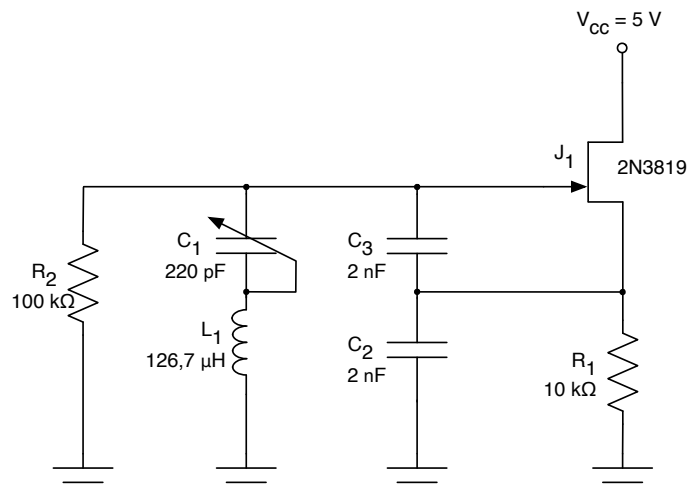 V_CC = 5 V
J_1
2N3819
C_1
220 pF
C_3
2 nF
R_2
100 kΩ
L_1
126,7 µH
C_2
2 nF
R_1
10 kΩ